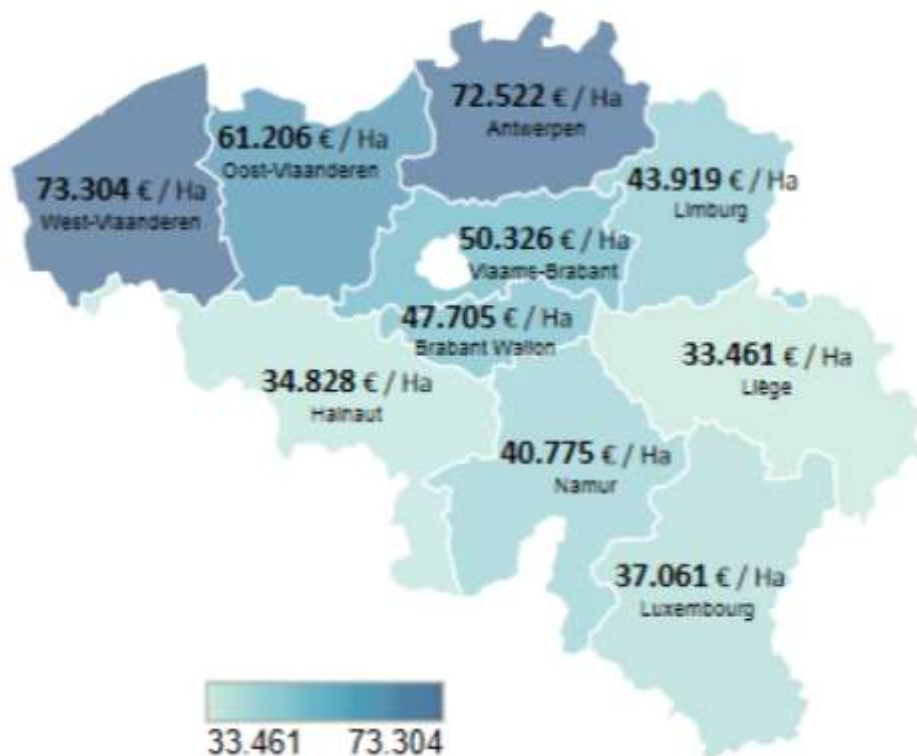 72.522 € / Ha
Antwerpen
61.206 € / Ha
Oost-Vlaanderen
73.304 € / Ha
West-Vlaanderen
43.919 € / Ha
Limburg
50.326 € / Ha
Vlaams-Brabant
47.705 € / Ha
Brabant Wallon
33.461 € / Ha
Liège
34.828 € / Ha
Hainaut
40.775 € / Ha
Namur
37.061 € / Ha
Luxembourg
33.461 73.304